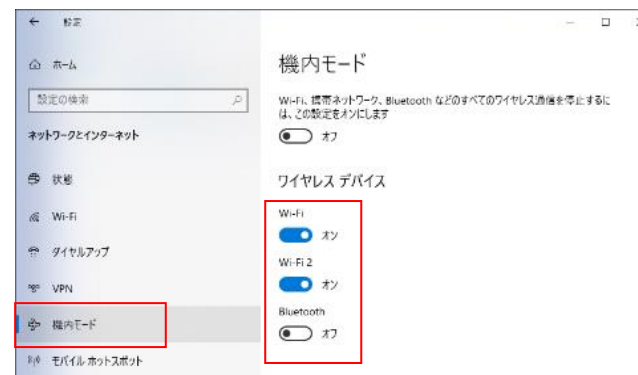 設定
ホーム
設定の検索
ネットワークとインターネット
状態
Wi-Fi
ダイヤルアップ
VPN
機内モード
モバイル ホットスポット
機内モード
Wi-Fi、携帯ネットワーク、Bluetooth などのすべてのワイヤレス通信を停止するに
は、この設定をオンにします
オフ
ワイヤレス デバイス
Wi-Fi
オン
Wi-Fi 2
オン
Bluetooth
オフ